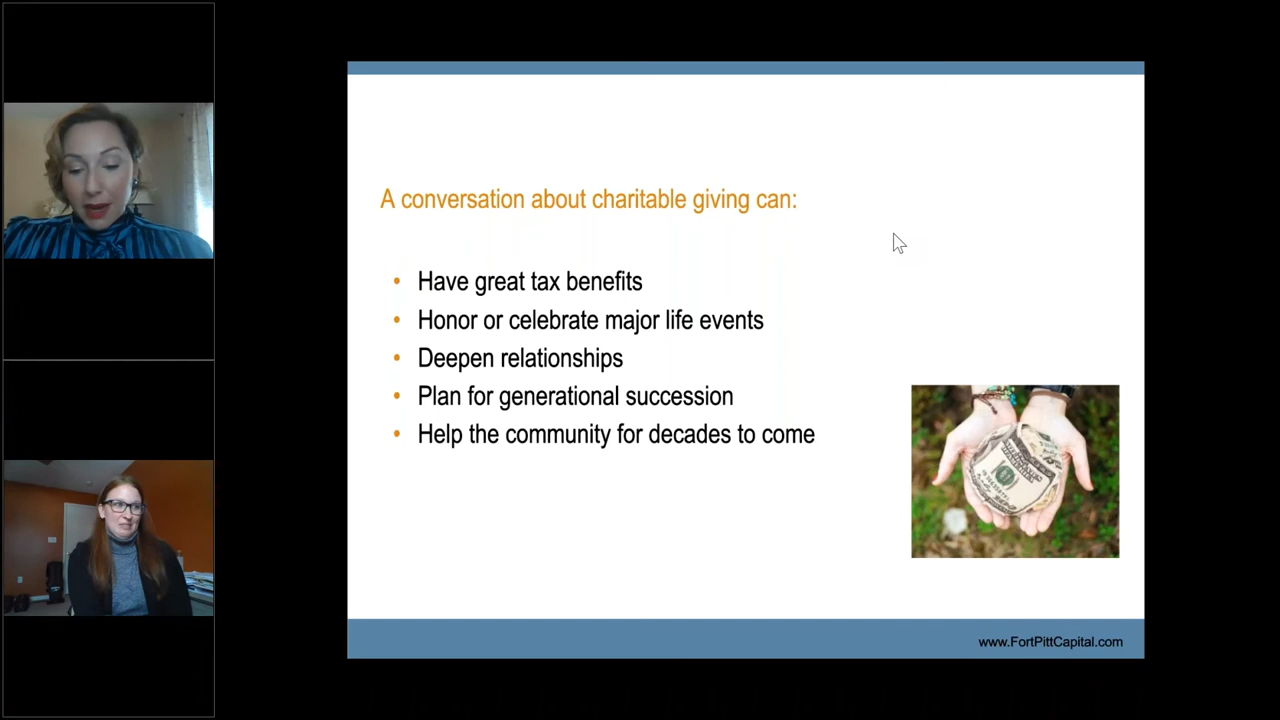 A conversation about charitable giving can:
• Have great tax benefits
• Honor or celebrate major life events
• Deepen relationships
• Plan for generational succession
• Help the community for decades to come
www.FortPittCapital.com